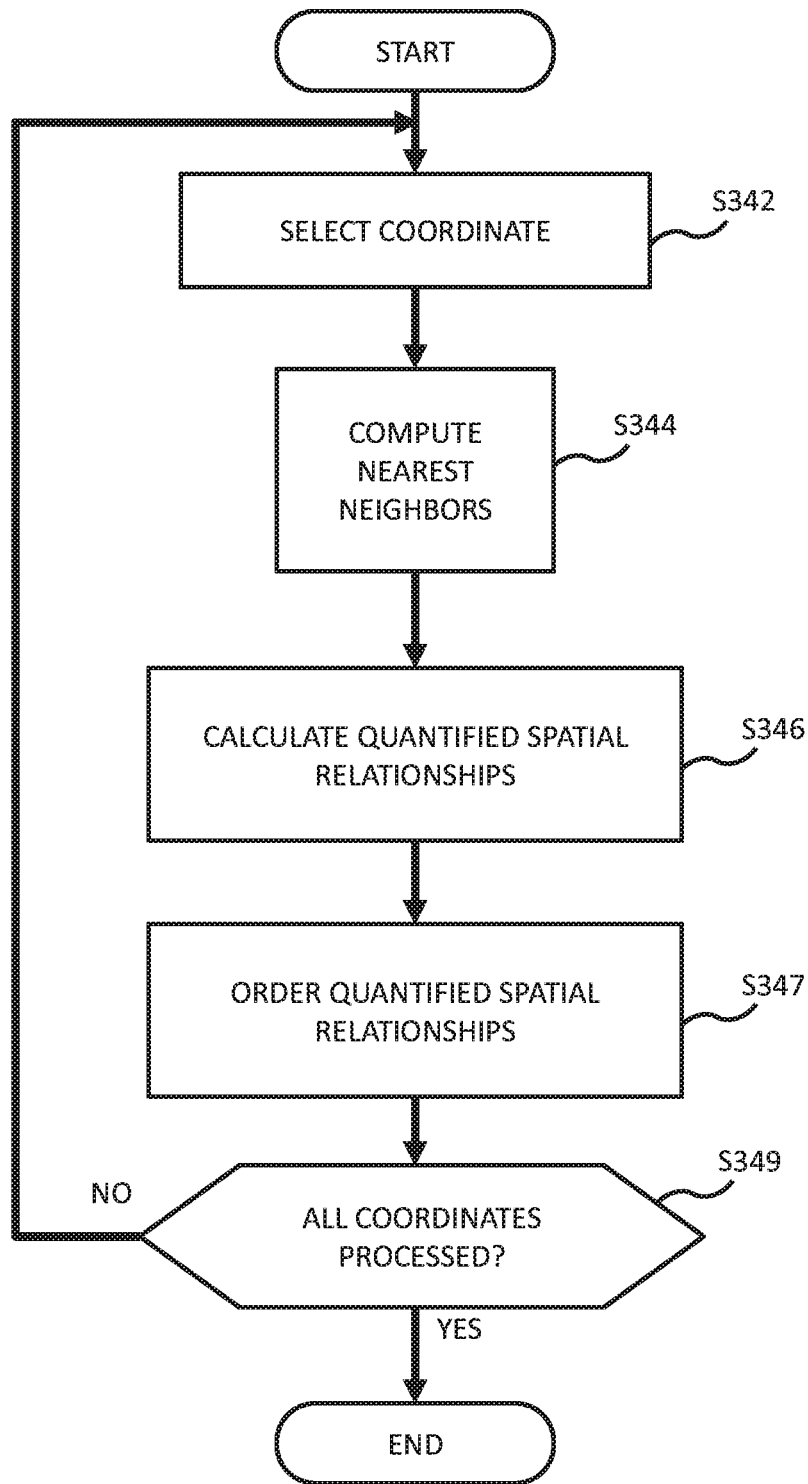 START
SELECT COORDINATE
S342
COMPUTE
NEAREST
NEIGHBORS
S344
CALCULATE QUANTIFIED SPATIAL
RELATIONSHIPS
S346
ORDER QUANTIFIED SPATIAL
RELATIONSHIPS
S347
ALL COORDINATES
PROCESSED?
S349
NO
YES
END